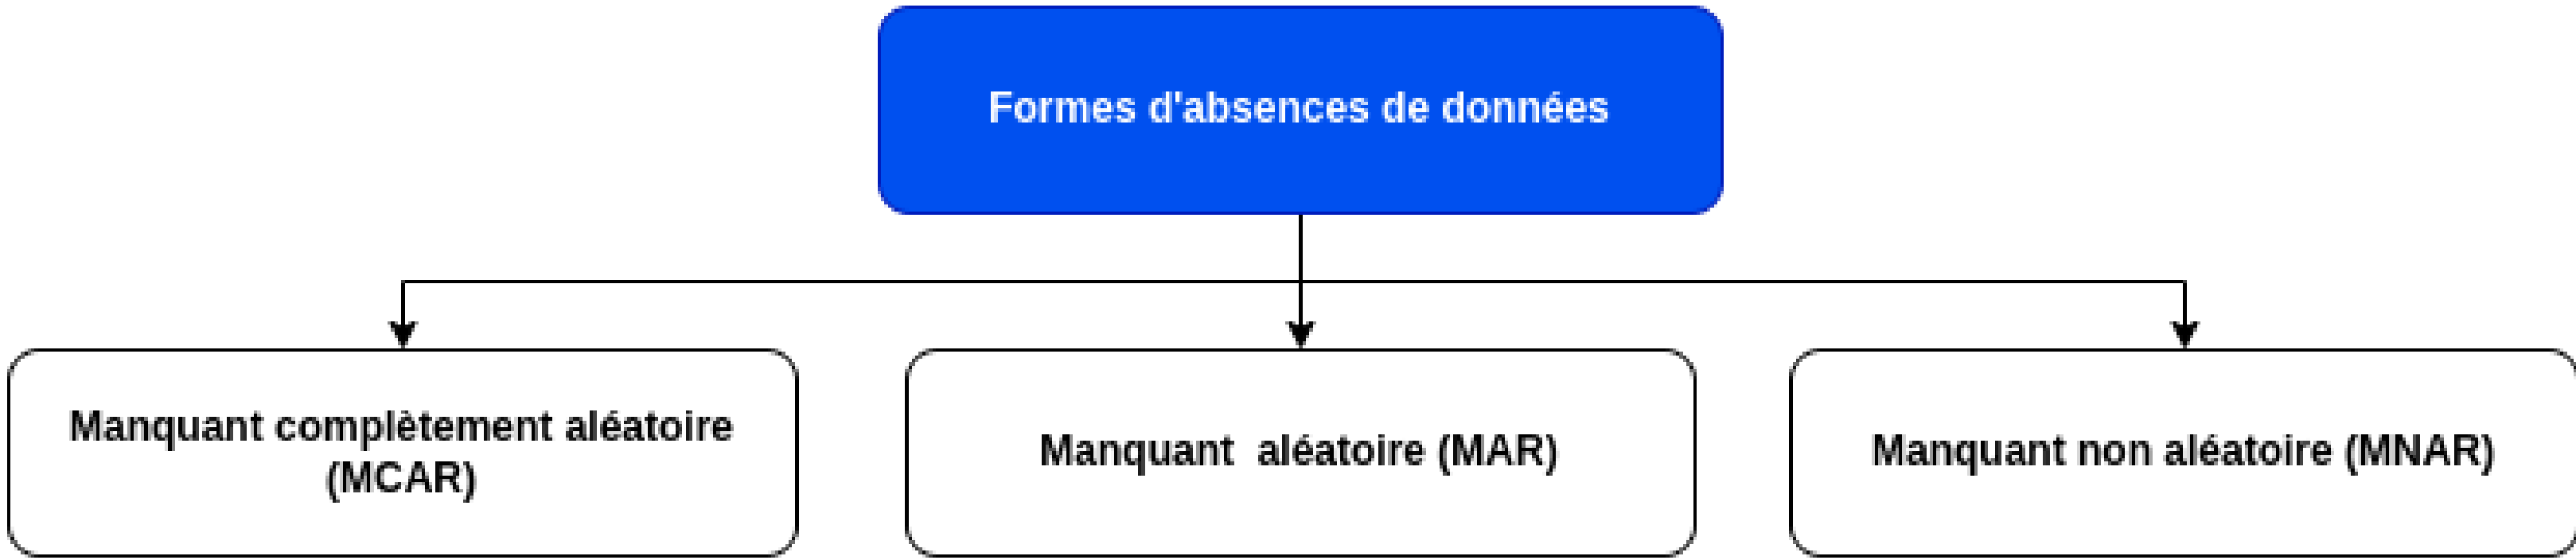 Formes d'absences de données
Manquant complètement aléatoire
(MCAR)
Manquant  aléatoire (MAR)
Manquant non aléatoire (MNAR)